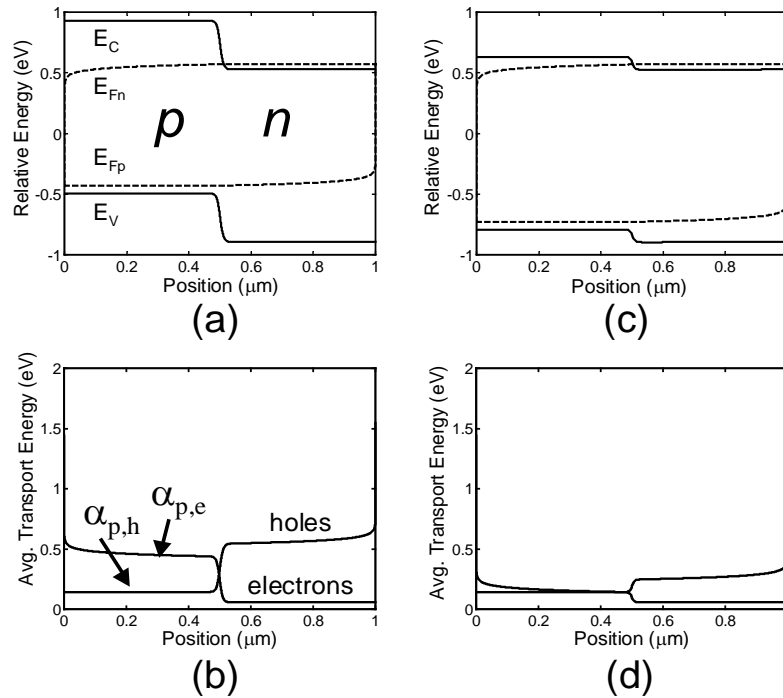 1
0.5
0
-0.5
-1
Relative Energy (eV)
E_C
E_Fn
p
n
E_Fp
E_V
0 0.2 0.4 0.6 0.8 1
Position (μm)
(a)
0.5
0
-0.5
-1
Relative Energy (eV)
0 0.2 0.4 0.6 0.8 1.
Position (μm)
(c)
2
1.5
1
0.5
0
Avg. Transport Energy (eV)
α_p,h
α_p,e
holes
electrons
0 0.2 0.4 0.6 0.8 1
Position (μm)
(b)
2
1.5
1
0.5
0
Avg. Transport Energy (eV)
0 0.2 0.4 0.6 0.8 1.
Position (μm)
(d)